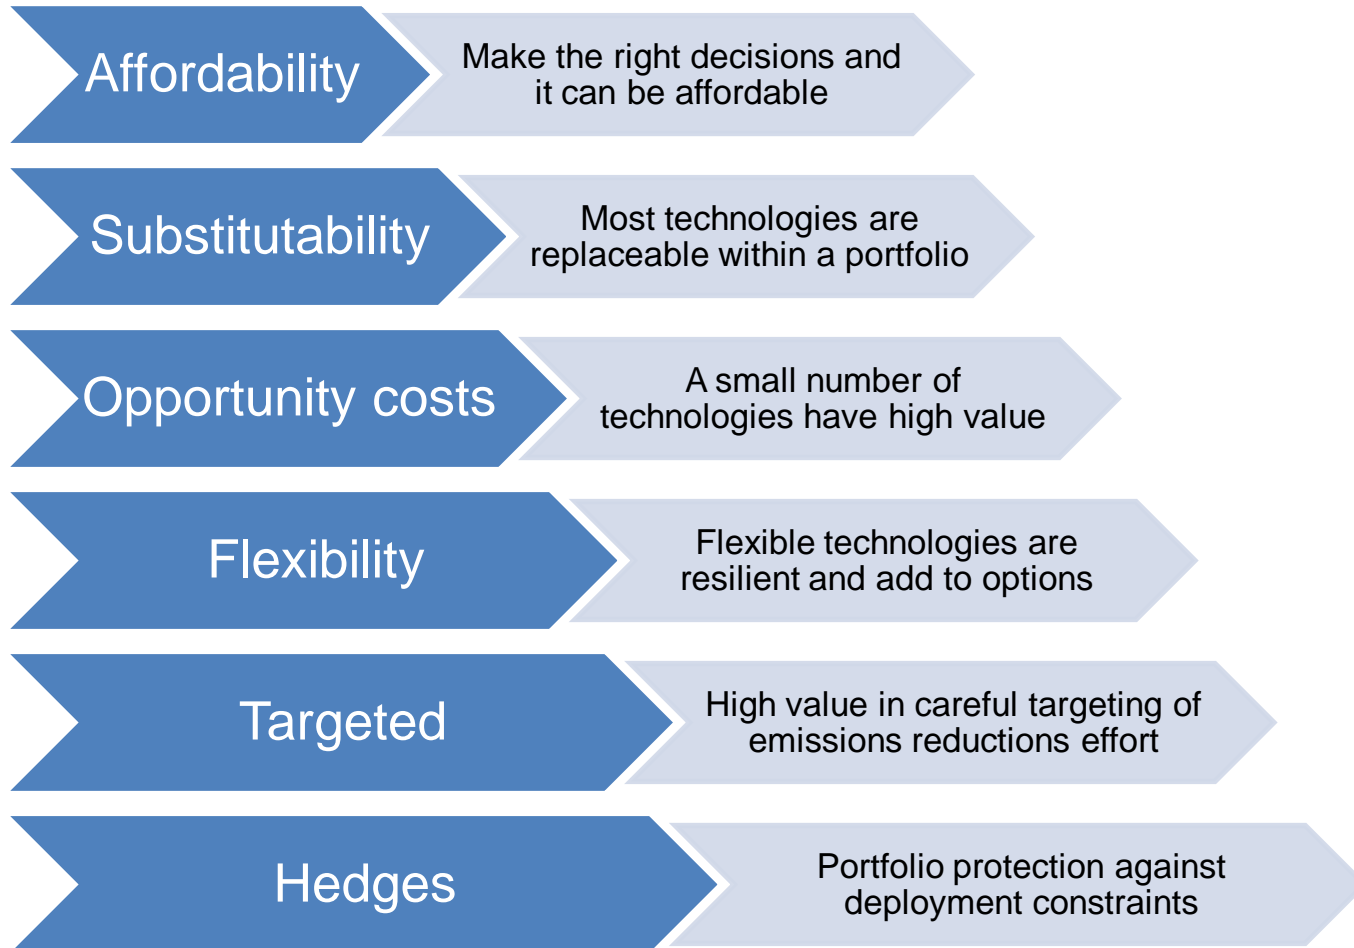 Affordability
Make the right decisions and
it can be affordable
Substitutability
Most technologies are
replaceable within a portfolio
Opportunity costs
A small number of
technologies have high value
Flexibility
Flexible technologies are
resilient and add to options
Targeted
High value in careful targeting of
emissions reductions effort
Hedges
Portfolio protection against
deployment constraints